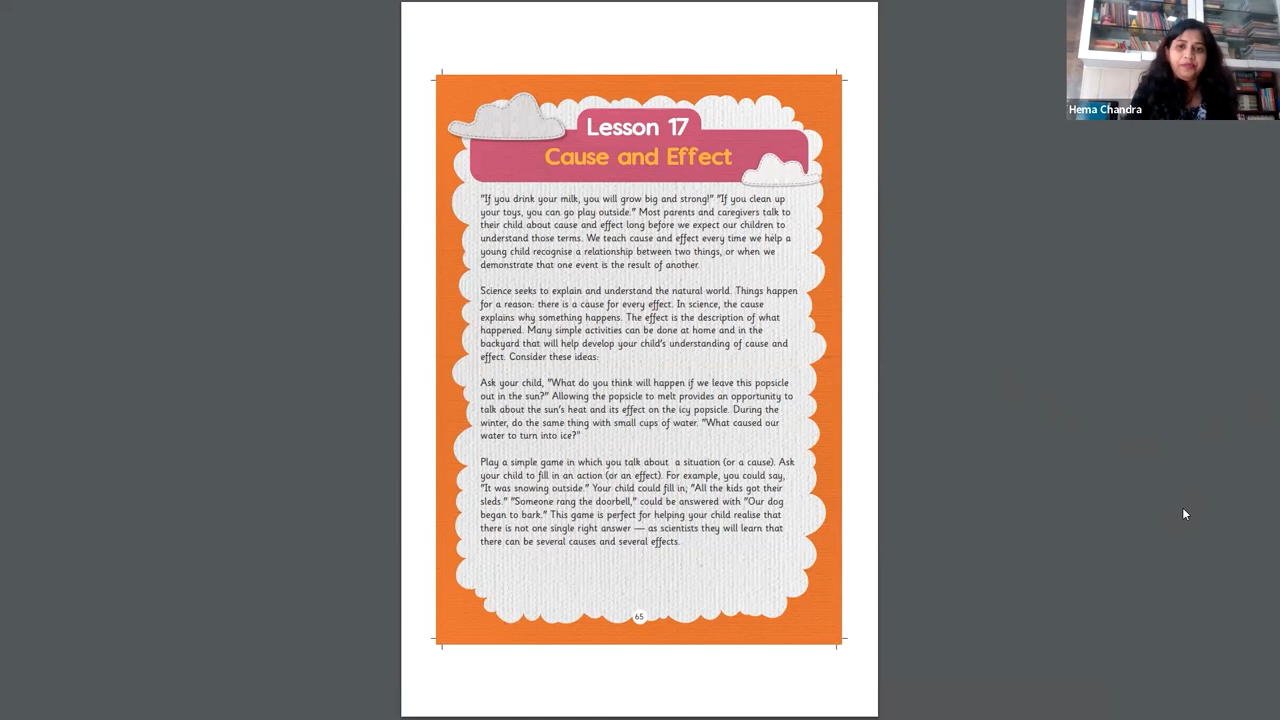 Hema Chandra
Lesson 17
Cause and Effect
"If you drink your milk, you will grow big and strong!" "If you clean up
your toys, you can go play outside." Most parents and caregivers talk to
their child about cause and effect long before we expect our children to
understand those terms. We teach cause and effect every time we help a
young child recognise a relationship between two things, or when we
demonstrate that one event is the result of another.
Science seeks to explain and understand the natural world. Things happen
for a reason: there is a cause for every effect. In science, the cause
explains why something happens. The effect is the description of what
happened. Many simple activities can be done at home and in the
backyard that will help develop your child's understanding of cause and
effect. Consider these ideas:
Ask your child, "What do you think will happen if we leave this popsicle
out in the sun?" Allowing the popsicle to melt provides an opportunity to
talk about the sun's heat and its effect on the icy popsicle. During the
winter, do the same thing with small cups of water. "What caused our
water to turn into ice?"
Play a simple game in which you talk about a situation (or a cause). Ask
your child to fill in an action (or an effect). For example, you could say,
"It was snowing outside." Your child could fill in, "All the kids got their
sleds." "Someone rang the doorbell," could be answered with "Our dog
began to bark." This game is perfect for helping your child realise that
there is not one single right answer — as scientists they will learn that
there can be several causes and several effects.
65